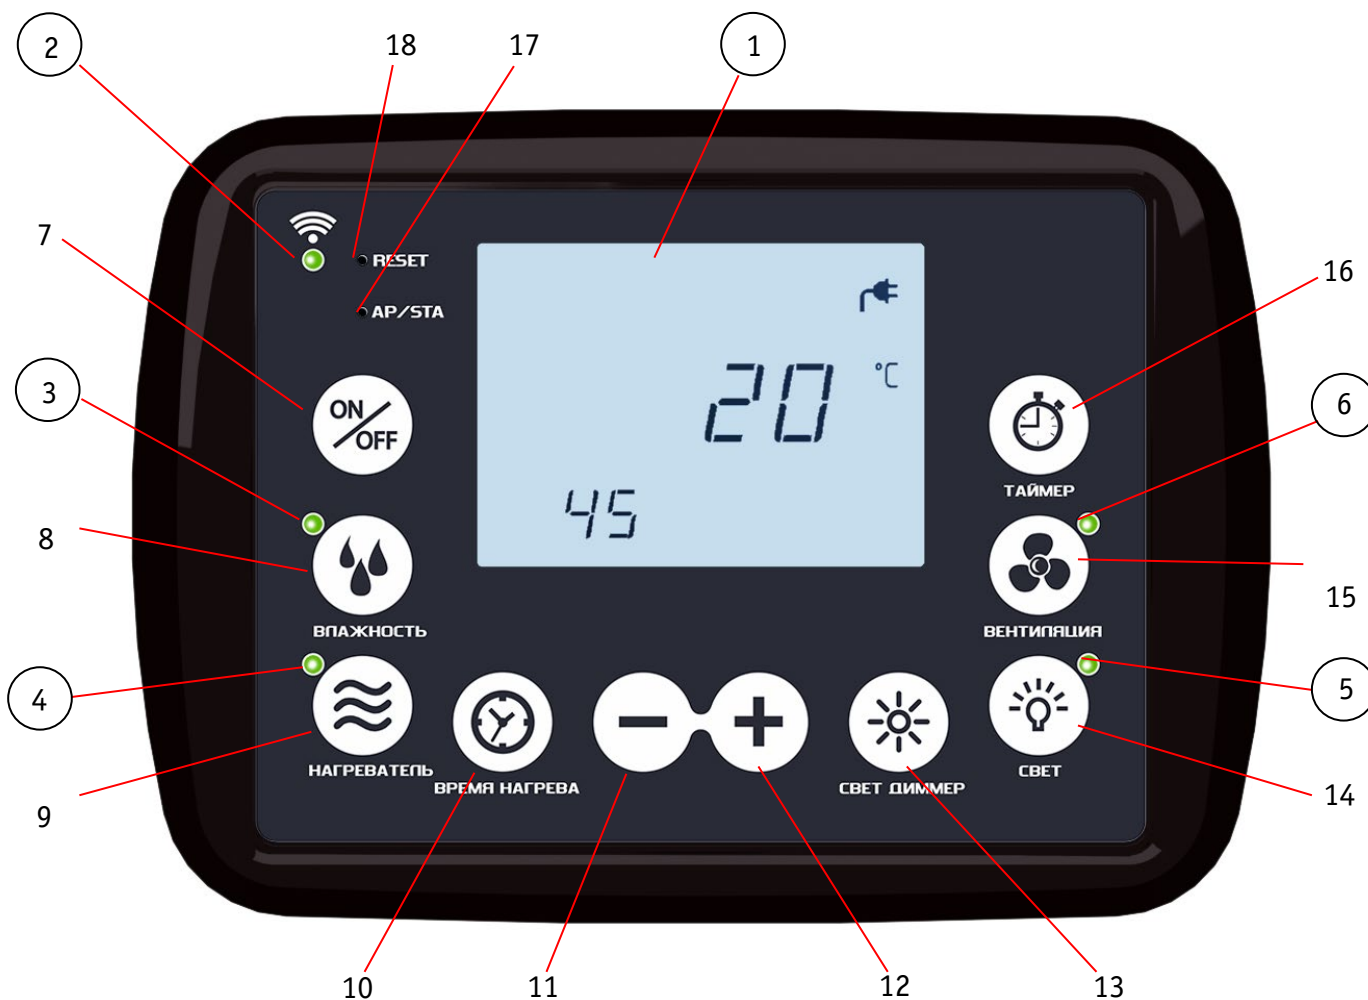 2
18
17
1
7
RESET
AP/STA
16
°C
20
3
ON
OFF
6
ТАЙМЕР
45
8
15
ВЛАЖНОСТЬ
ВЕНТИЛЯЦИЯ
4
5
НАГРЕВАТЕЛЬ
ВРЕМЯ НАГРЕВА
СВЕТ ДИММЕР
СВЕТ
9
14
10
11
12
13